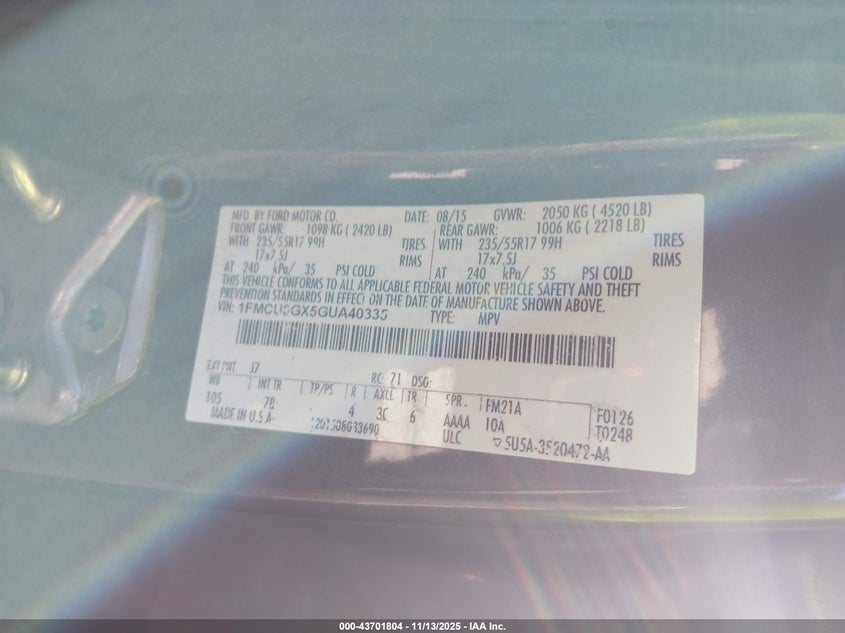 MFD. BY FORD MOTOR CO. DATE: 08/15 GVWR: 2050 KG ( 4520 LB)
FRONT GAWR: 1098 KG ( 2420 LB) REAR GAWR: 1006 KG ( 2218 LB)
WITH 235/55R17 99H TIRES WITH 235/55R17 99H TIRES
17x7.5J RIMS 17x7.5J RIMS
AT 240 kPa/ 35 PSI COLD AT 240 kPa/ 35 PSI COLD
THIS VEHICLE CONFORMS TO ALL APPLICABLE FEDERAL MOTOR VEHICLE SAFETY AND THEFT
PREVENTION STANDARDS IN EFFECT ON THE DATE OF MANUFACTURE SHOWN ABOVE.
VIN: TYPE: MPV
EXT PNT: J7 RC: 71 DSO:
WB INT TR TP/PS R AXLE TR SPR FM21A
105 7B 4 3C 6 AAAA 10A F0126
MADE IN U.S.A. ULC T0248
5U5A-3520472-AA
000-43701804 - 11/13/2025 - IAA Inc.